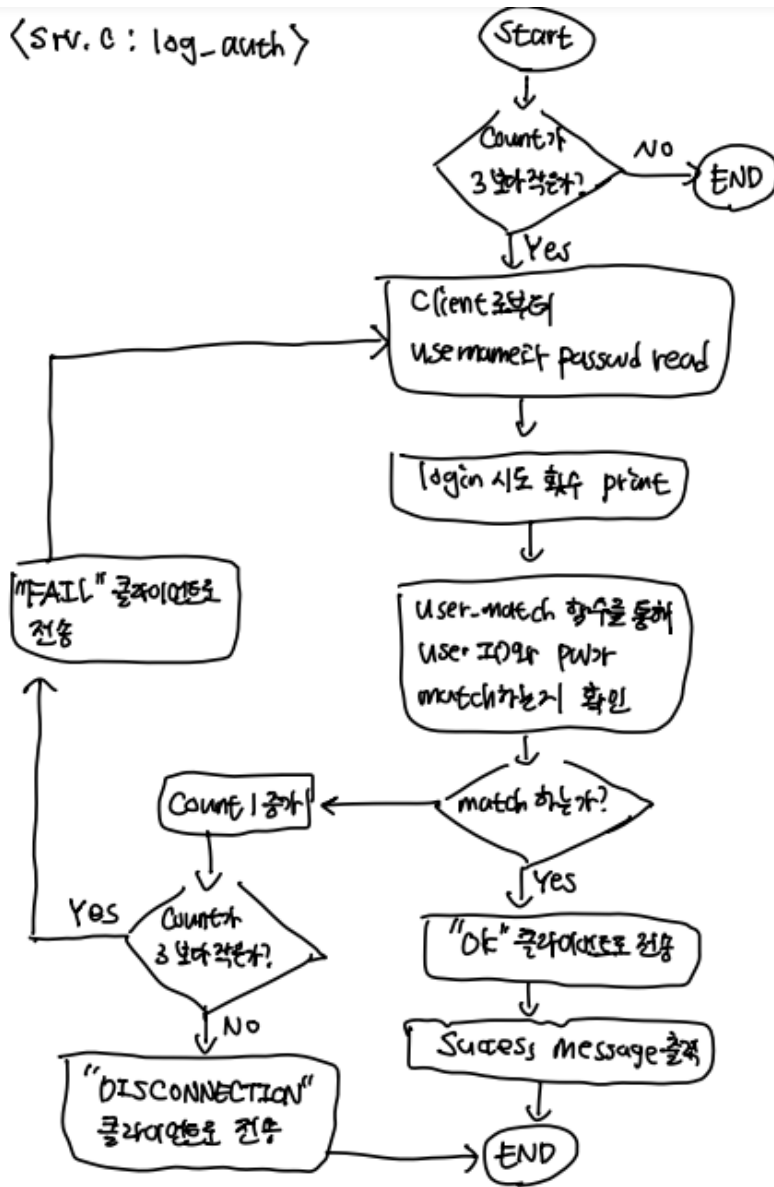 <Srv.c : log_auth>
Start
Count가
3보다 작은가?
NO
END
Yes
Client로부터
username과 passwd read
login 시도 횟수 print
user_match 함수를 통해
user ID와 pw가
match하는지 확인
match 하는가?
Yes
"OK" 클라이언트로 전송
Success message 출력
END
Count 1 증가
Count가
3보다 작은가?
Yes
"FAIL" 클라이언트로
전송
NO
"DISCONNECTION"
클라이언트로 전송